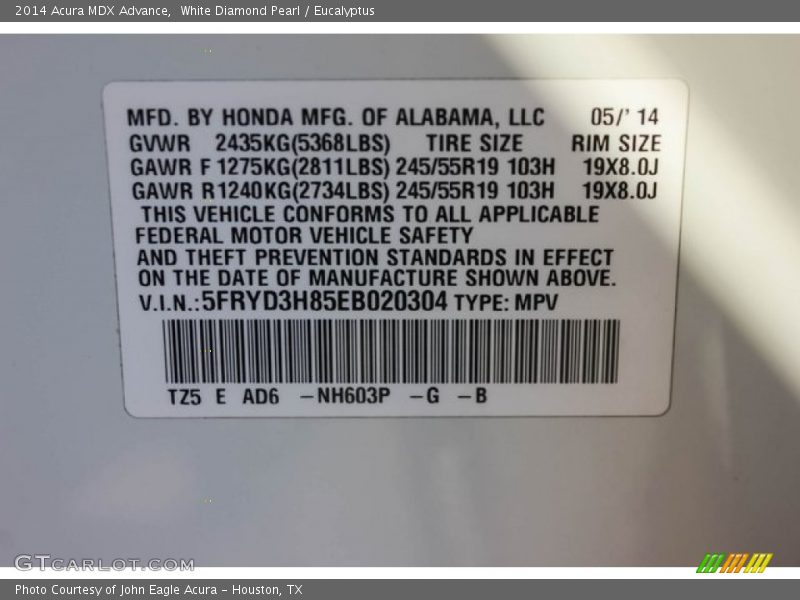 2014 Acura MDX Advance,  White Diamond Pearl / Eucalyptus
MFD. BY HONDA MFG. OF ALABAMA, LLC 05/' 14
GVWR 2435KG(5368LBS) TIRE SIZE RIM SIZE
GAWR F 1275KG(2811LBS) 245/55R19 103H 19X8.0J
GAWR R1240KG(2734LBS) 245/55R19 103H 19X8.0J
THIS VEHICLE CONFORMS TO ALL APPLICABLE
FEDERAL MOTOR VEHICLE SAFETY
AND THEFT PREVENTION STANDARDS IN EFFECT
ON THE DATE OF MANUFACTURE SHOWN ABOVE.
V.I.N.:5FRYD3H85EB020304 TYPE: MPV
TZ5 E AD6 –NH603P –G –B
GTCARLOT.COM
Photo Courtesy of John Eagle Acura – Houston, TX